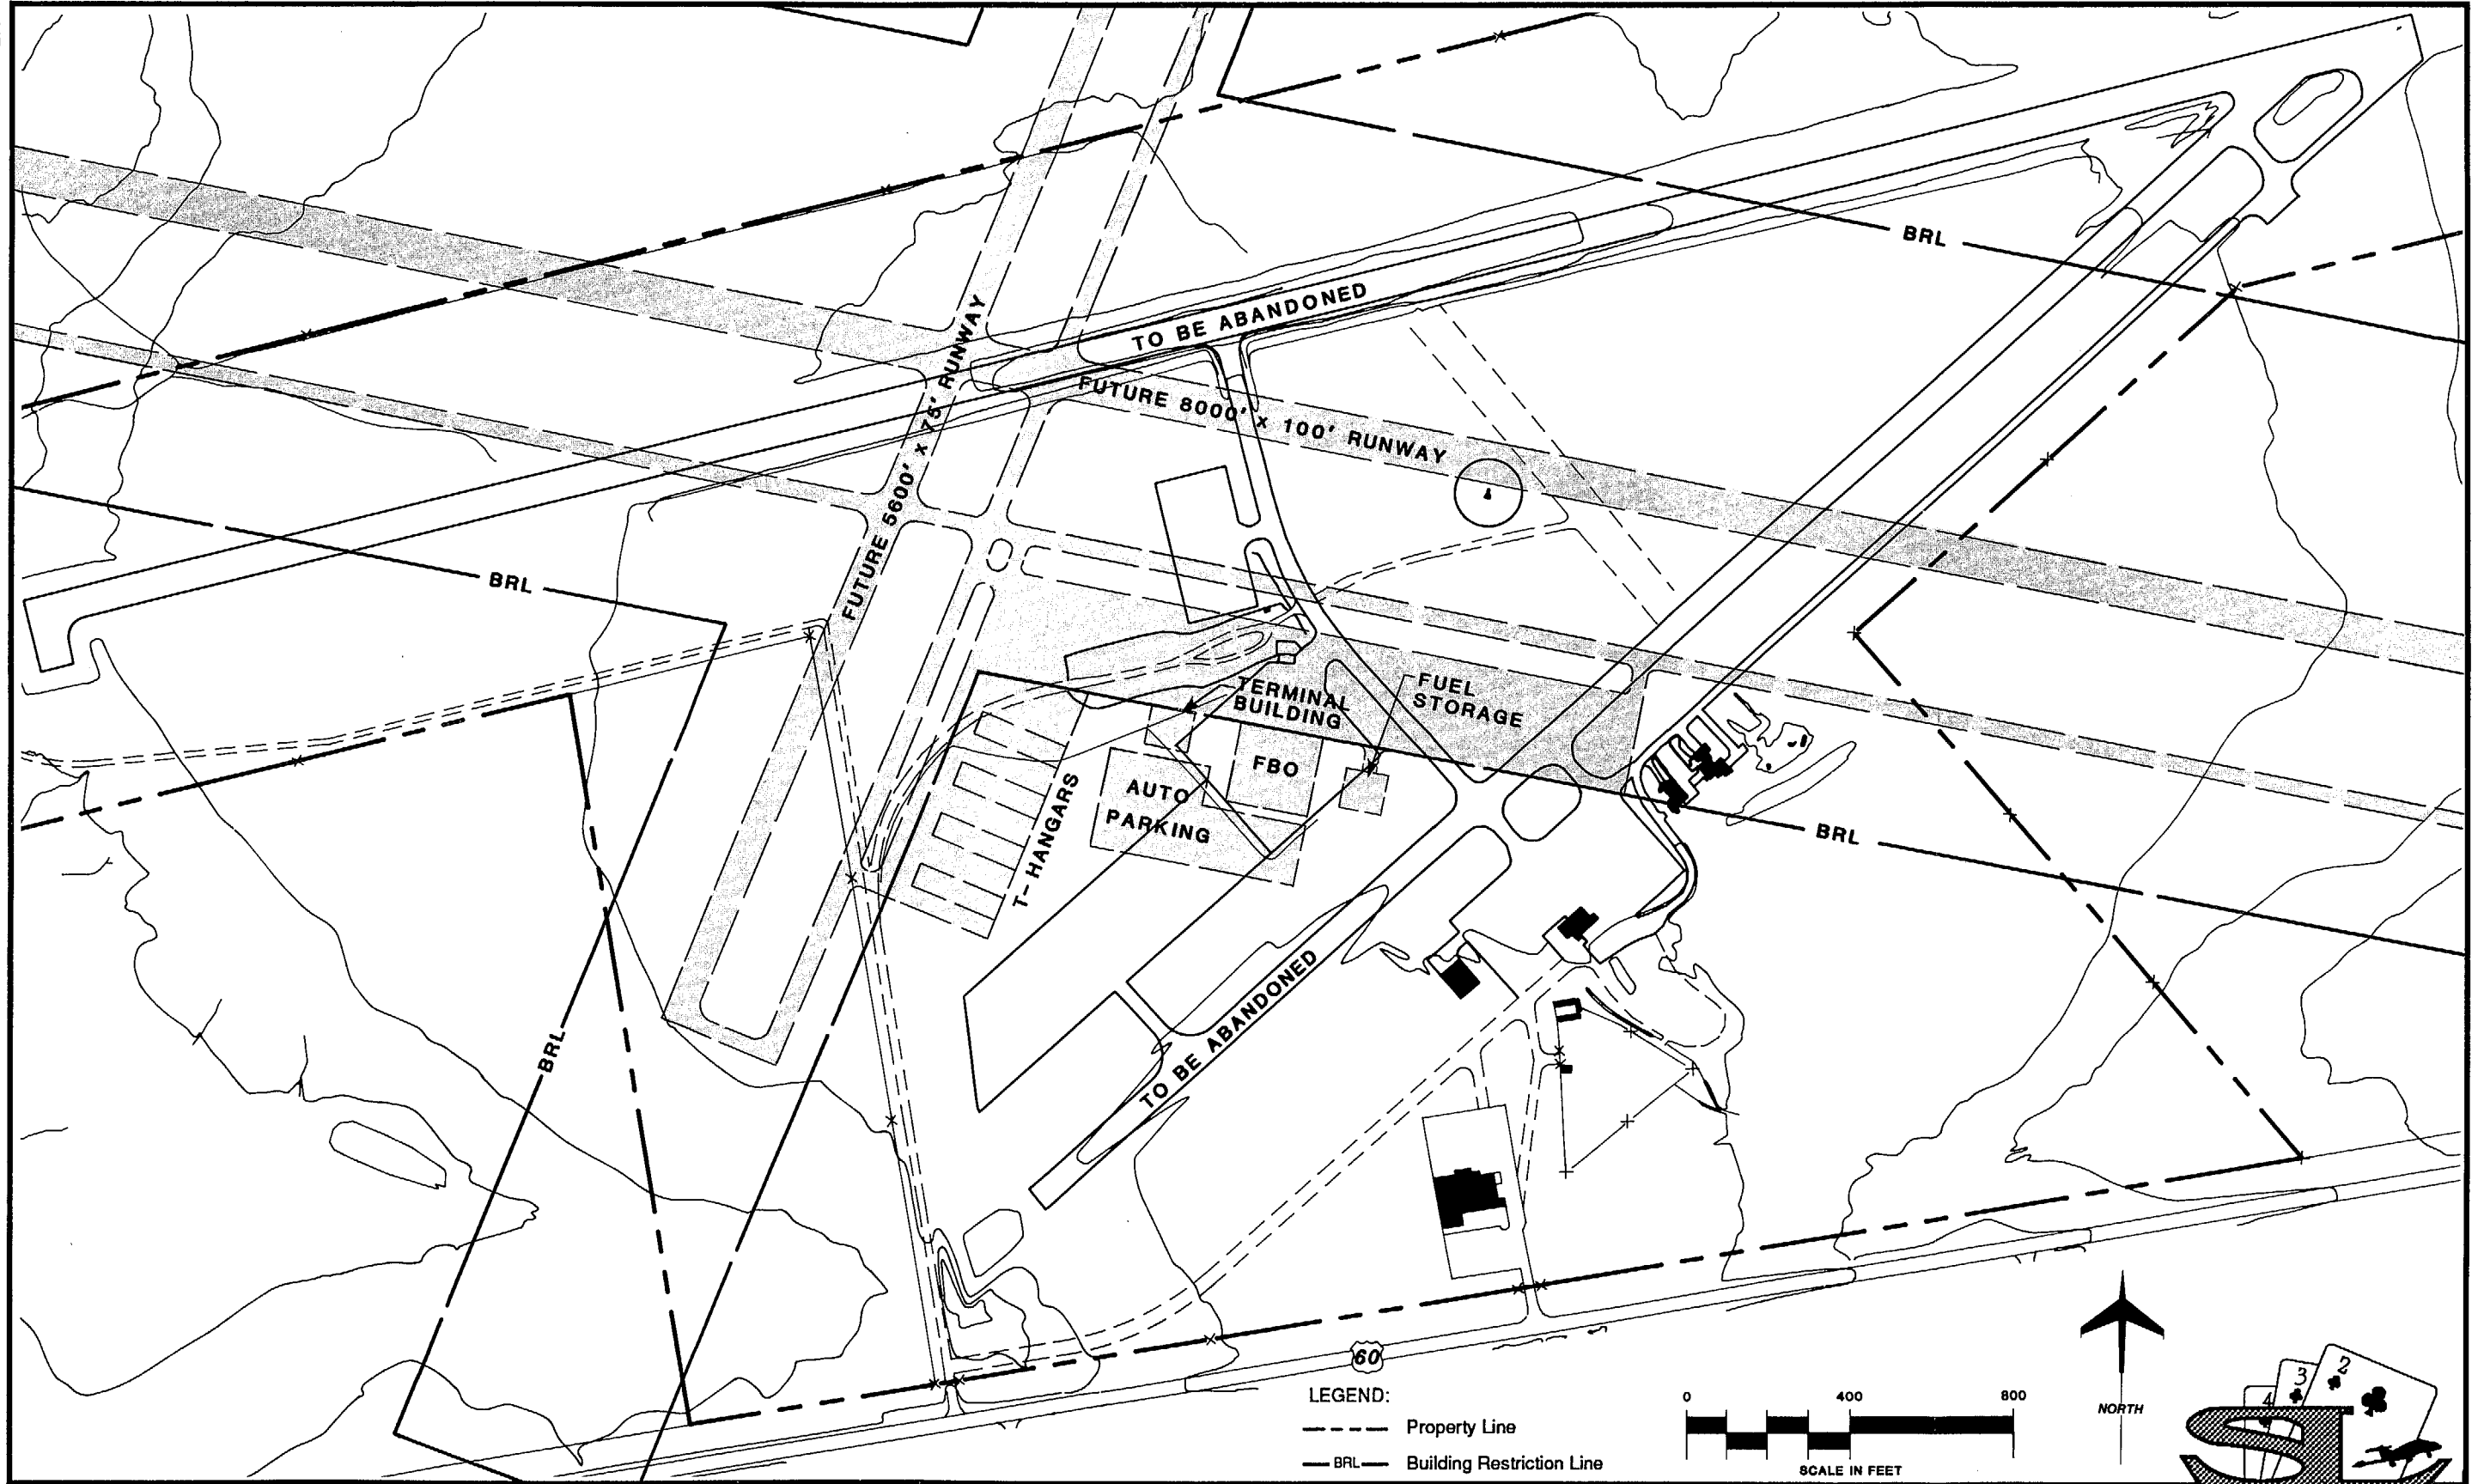 BRL
TO BE ABANDONED
FUTURE 5600' x 75' RUNWAY
FUTURE 8000' x 100' RUNWAY
BRL
TERMINAL
BUILDING
FUEL
STORAGE
FBO
AUTO
PARKING
T-HANGARS
BRL
BRL
TO BE ABANDONED
60
LEGEND:
Property Line
BRL Building Restriction Line
0 400 800
SCALE IN FEET
NORTH
4 3 2
SL